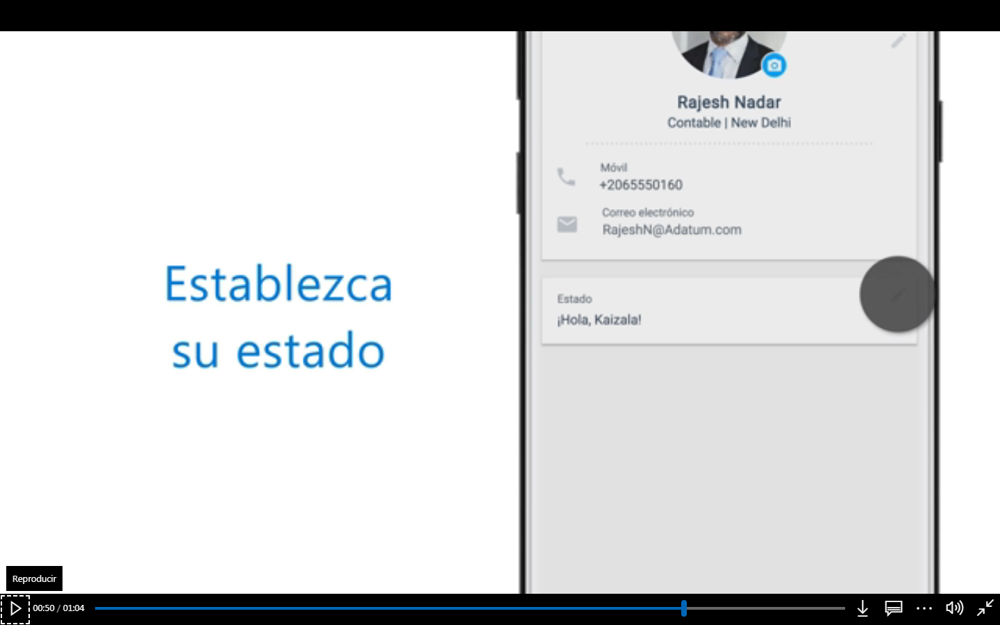 Establezca
su estado
Rajesh Nadar
Contable | New Delhi
Móvil
+2065550160
Correo electrónico
RajeshN@Adatum.com
Estado
¡Hola, Kaizala!
Reproducir
00:50 / 01:04